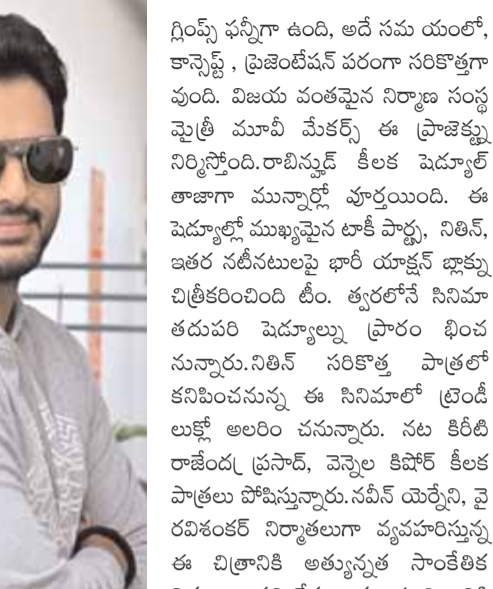 గ్లింప్స్ ఫన్నీగా ఉంది, అదే సమ యంలో,
కాన్సెప్ట్ , ప్రెజెంటేషన్ పరంగా సరికొత్తగా
వుంది. విజయ వంతమైన నిర్మాణ సంస్థ
మైత్రీ మూవీ మేకర్స్ ఈ ప్రాజెక్ట్ను
నిర్మిస్తోంది.రాబిన్హుడ్ కీలక షెడ్యూల్
తాజాగా మున్నార్లో పూర్తయింది. ఈ
షెడ్యూల్లో ముఖ్యమైన టాకీ పార్ట్స, నితిన్,
ఇతర నటీనటులపై భారీ యాక్షన్ బ్లాక్ను
చిత్రీకరించింది టీం. త్వరలోనే సినిమా
తదుపరి షెడ్యూల్ను ప్రారం భించ
నున్నారు.నితిన్ సరికొత్త పాత్రలో
కనిపించనున్న ఈ సినిమాలో ట్రెండీ
లుక్లో అలరిం చనున్నారు. నట కిరీటి
రాజేంద్ర ప్రసాద్, వెన్నెల కిషోర్ కీలక
పాత్రలు పోషిస్తున్నారు.నవీన్ యెర్నేని, వై
రవిశంకర్ నిర్మాతలుగా వ్యవహరిస్తున్న
ఈ చిత్రానికి అత్యున్నత సాంకేతిక